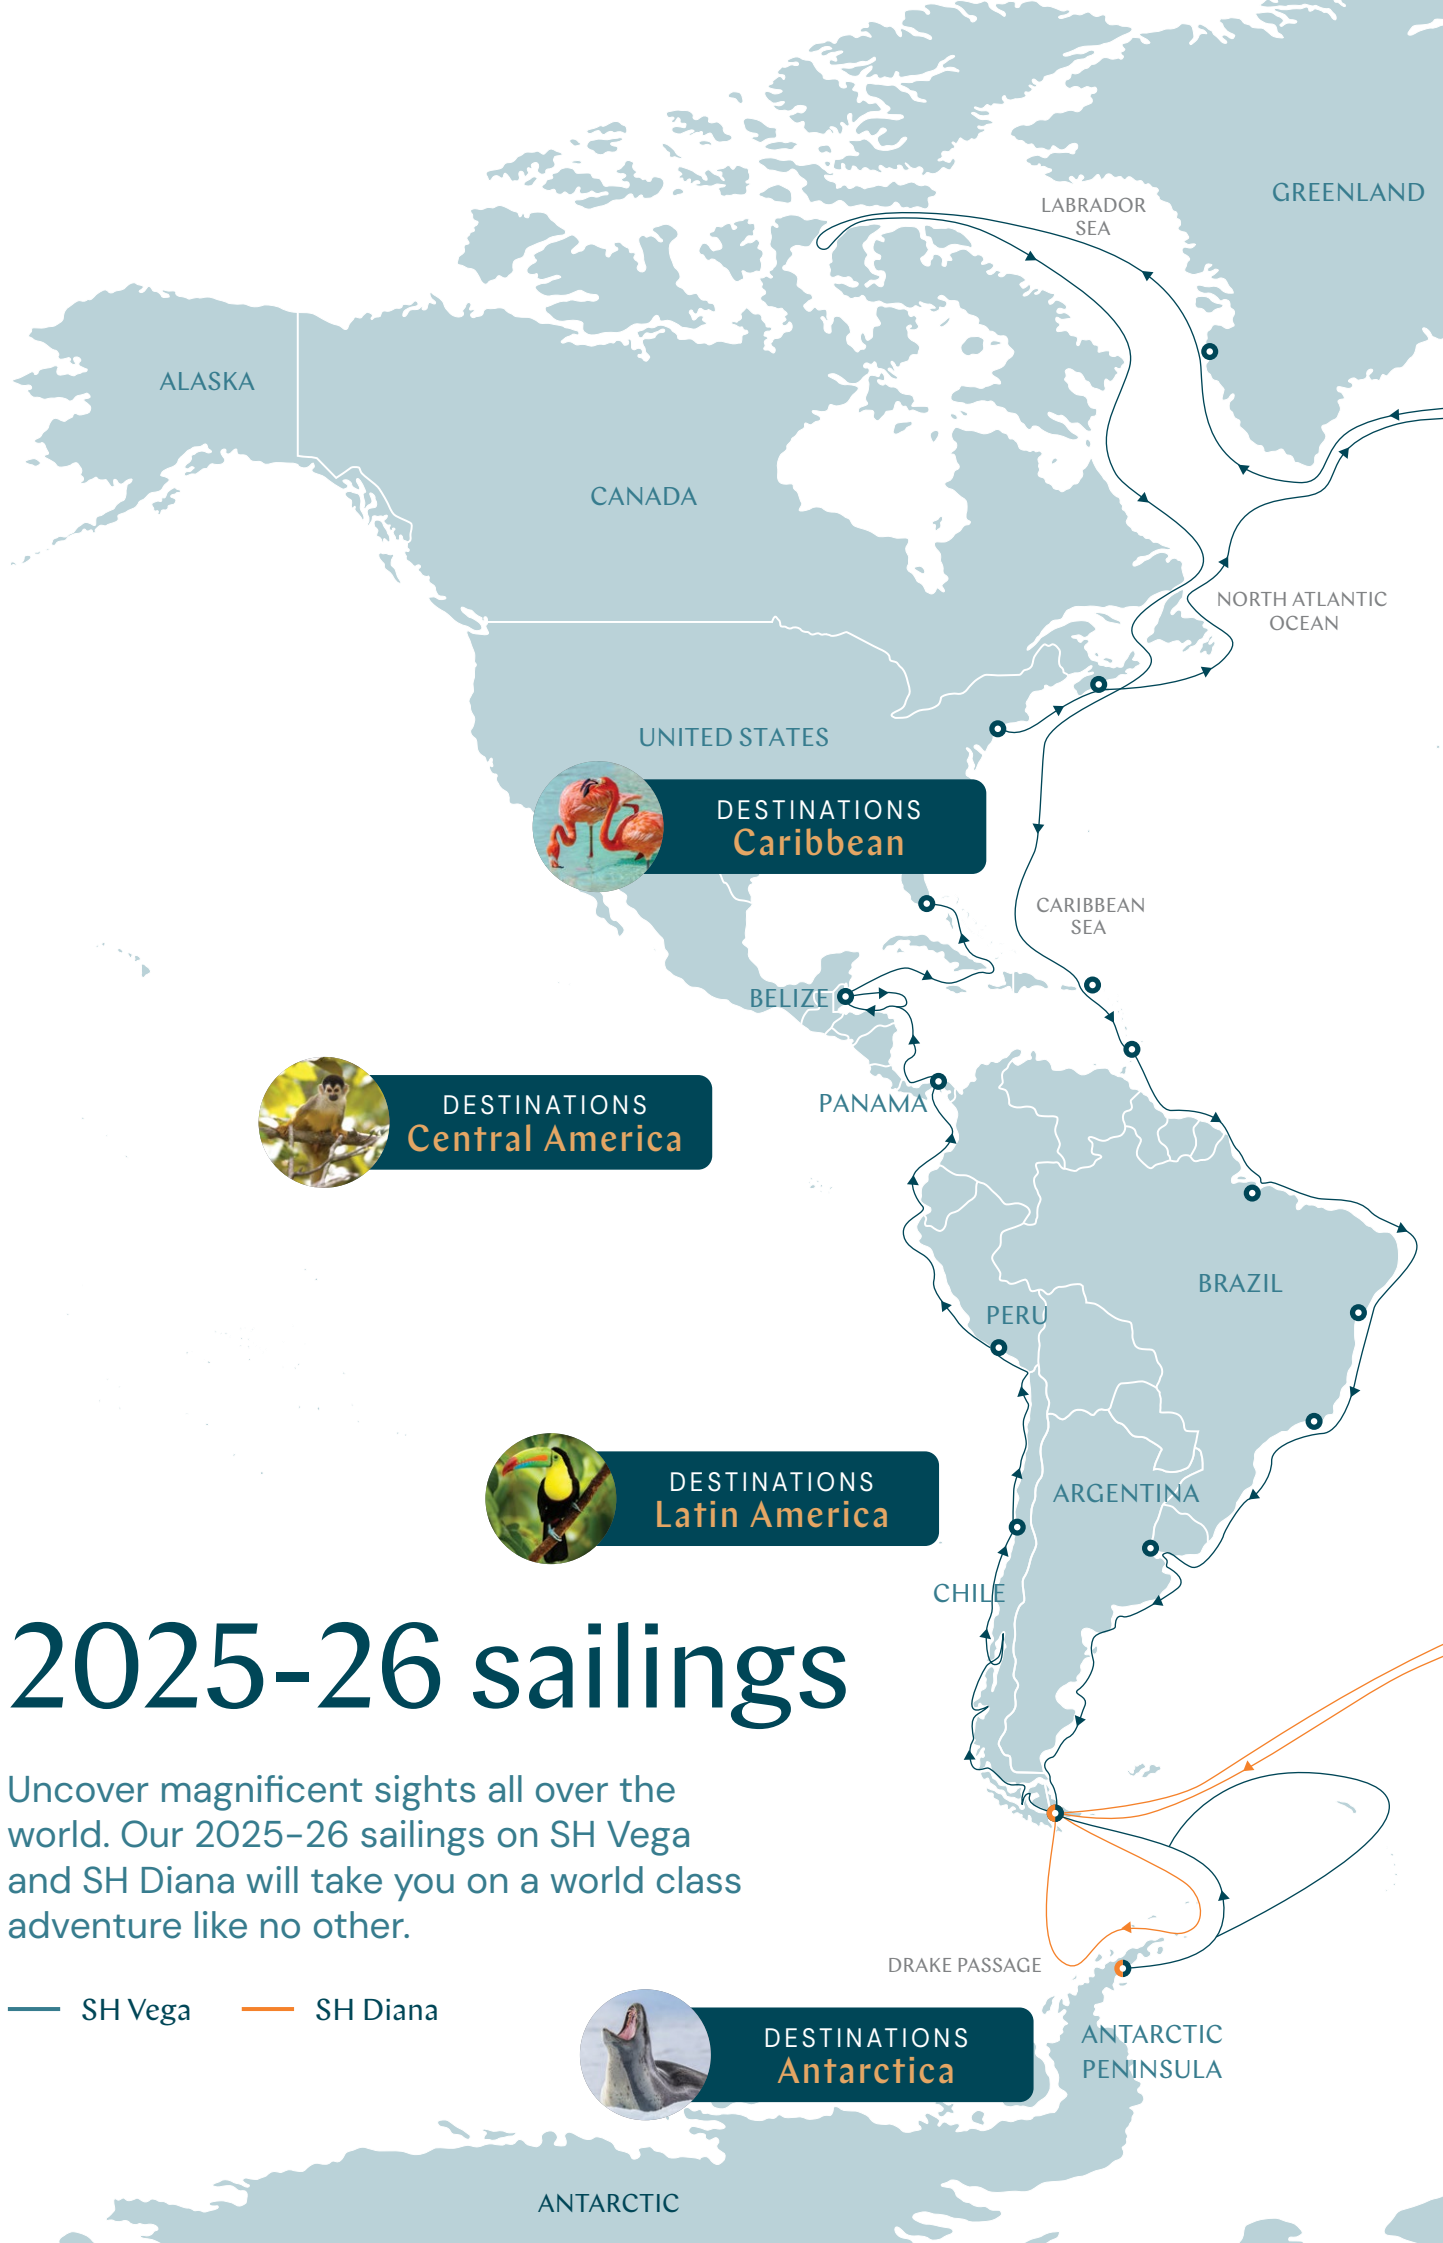 LABRADOR
SEA
GREENLAND
ALASKA
CANADA
NORTH ATLANTIC
OCEAN
UNITED STATES
DESTINATIONS
Caribbean
CARIBBEAN
SEA
BELIZE
PANAMA
DESTINATIONS
Central America
BRAZIL
PERU
DESTINATIONS
Latin America
ARGENTINA
CHILE
2025-26 sailings
Uncover magnificent sights all over the
world. Our 2025-26 sailings on SH Vega
and SH Diana will take you on a world class
adventure like no other.
DRAKE PASSAGE
SH Vega
SH Diana
DESTINATIONS
Antarctica
ANTARCTIC
PENINSULA
ANTARCTIC